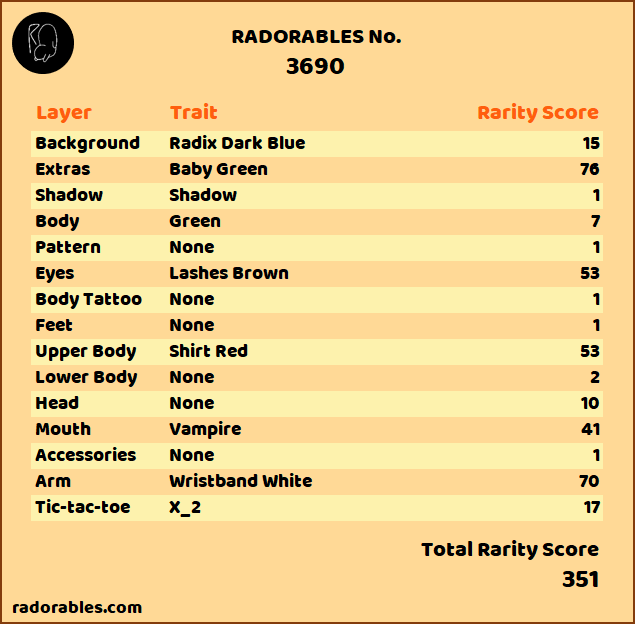 RADORABLES No.
3690
Layer Trait Rarity Score
Background Radix Dark Blue 15
Extras Baby Green 76
Shadow Shadow 1
Body Green 7
Pattern None 1
Eyes Lashes Brown 53
Body Tattoo None 1
Feet None 1
Upper Body Shirt Red 53
Lower Body None 2
Head None 10
Mouth Vampire 41
Accessories None 1
Arm Wristband White 70
Tic-tac-toe X_2 17
Total Rarity Score
351
radorables.com